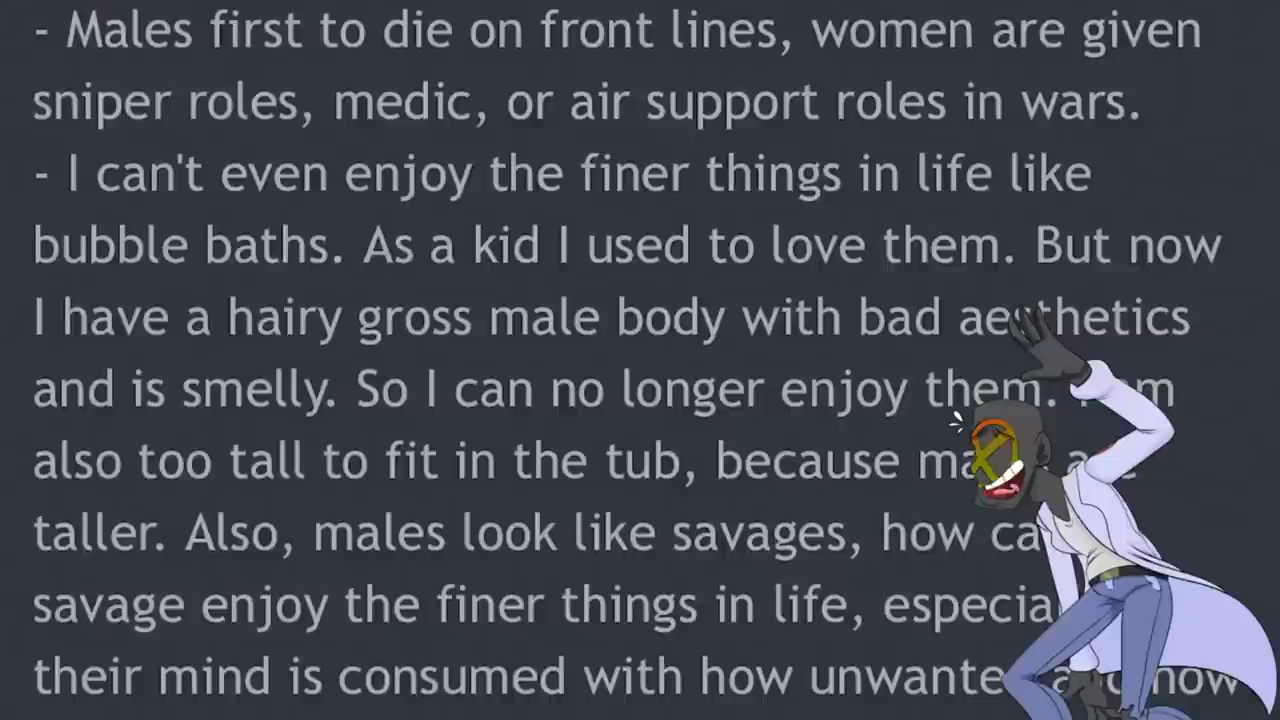 - Males first to die on front lines, women are given
sniper roles, medic, or air support roles in wars.
- I can't even enjoy the finer things in life like
bubble baths. As a kid I used to love them. But now
I have a hairy gross male body with bad aesthetics
and is smelly. So I can no longer enjoy them.
also too tall to fit in the tub, because
taller. Also, males look like savages, how
savage enjoy the finer things in life,
their mind is consumed with how how